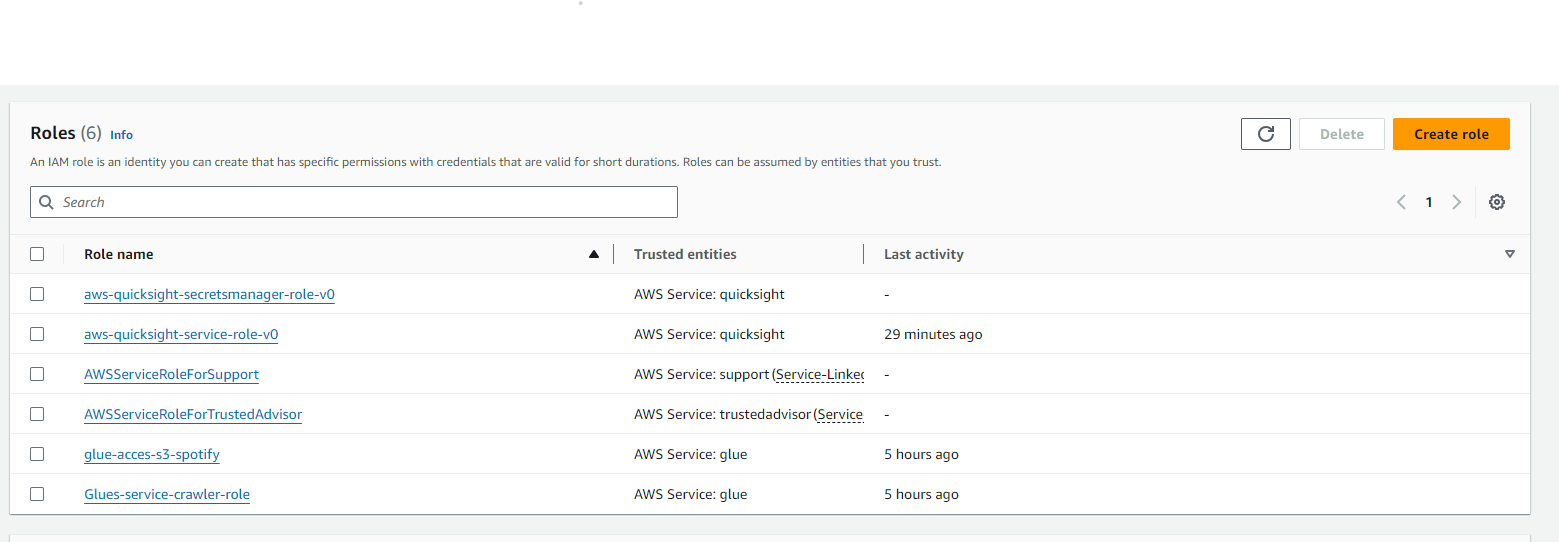 Roles (6) Info
Delete
Create role
An IAM role is an identity you can create that has specific permissions with credentials that are valid for short durations. Roles can be assumed by entities that you trust.
Search
1
Role name Trusted entities Last activity
aws-quicksight-secretsmanager-role-v0 AWS Service: quicksight -
aws-quicksight-service-role-v0 AWS Service: quicksight 29 minutes ago
AWSServiceRoleForSupport AWS Service: support (Service-Linked -
AWSServiceRoleForTrustedAdvisor AWS Service: trustedadvisor (Service -
glue-acces-s3-spotify AWS Service: glue 5 hours ago
Glues-service-crawler-role AWS Service: glue 5 hours ago